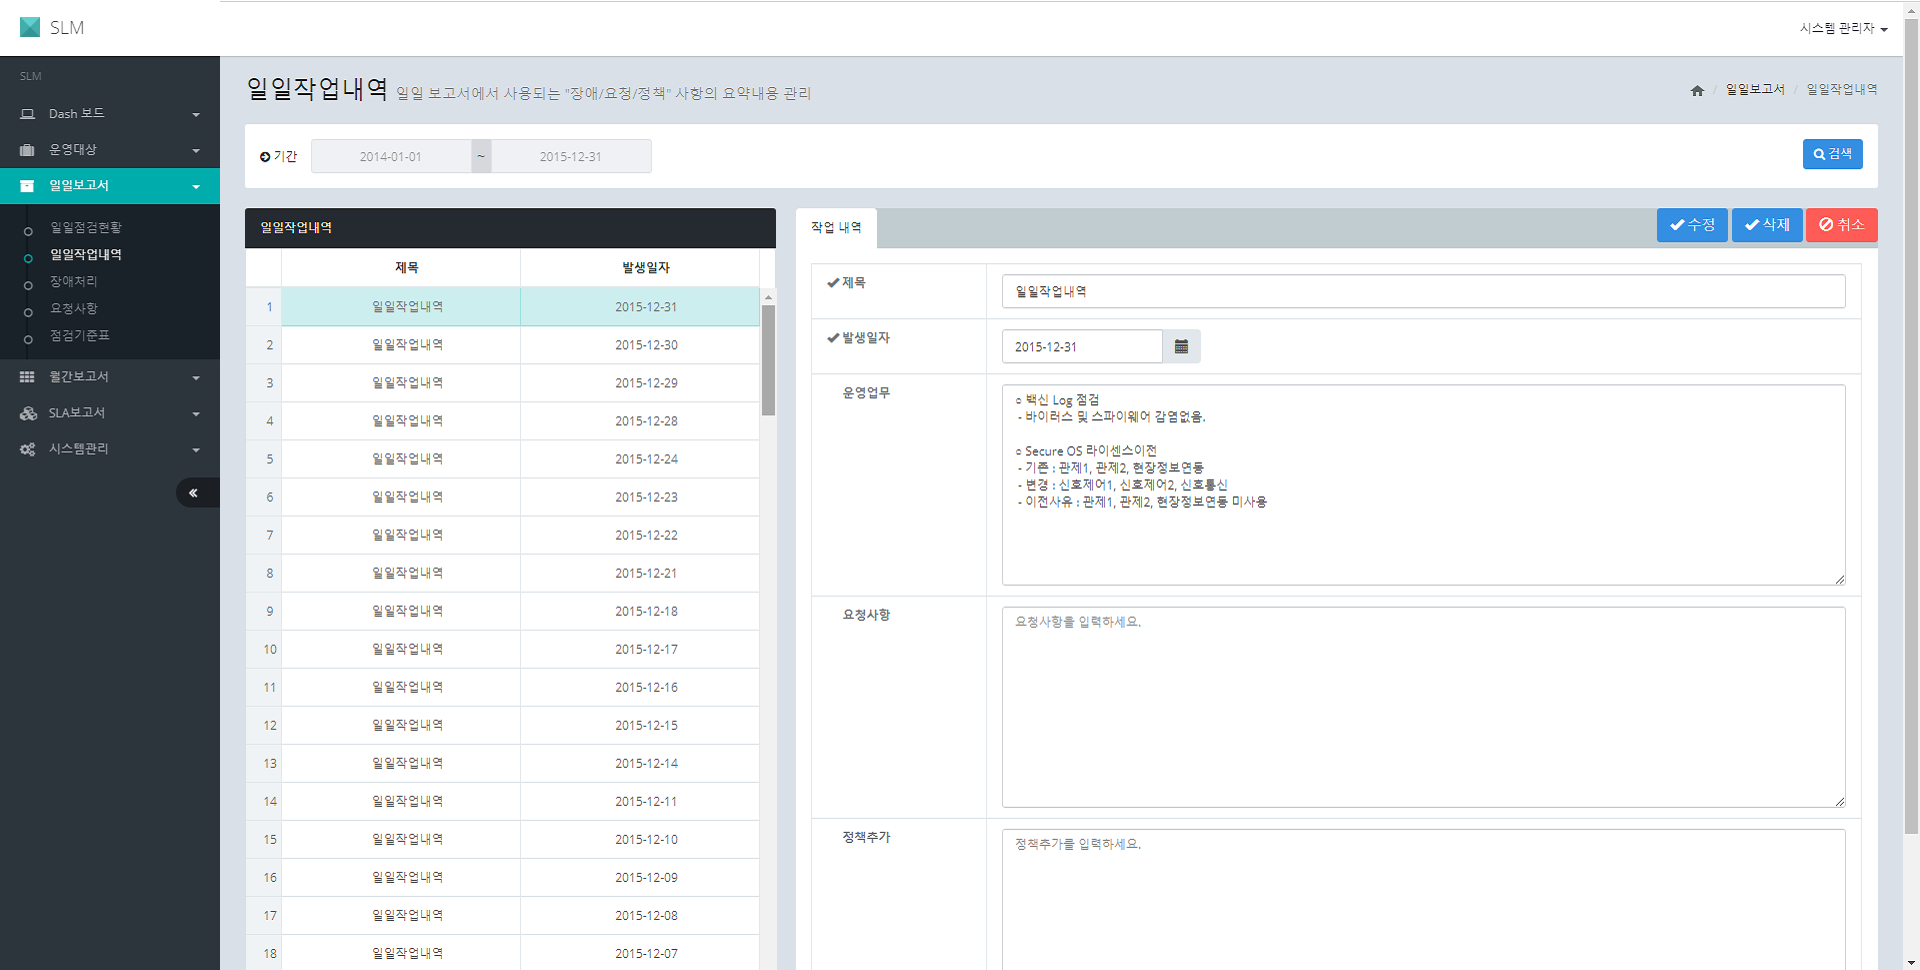 SLM
시스템 관리자
SLM
Dash 보드
운영대상
일일보고서
일일점검현황
일일작업내역
장애처리
요청사항
점검기준표
월간보고서
SLA보고서
시스템관리
일일작업내역 일일 보고서에서 사용되는 "장애/요청/정책" 사항의 요약내용 관리
/ 일일보고서 / 일일작업내역
기간 2014-01-01 ~ 2015-12-31
검색
일일작업내역
제목 발생일자
1 일일작업내역 2015-12-31
2 일일작업내역 2015-12-30
3 일일작업내역 2015-12-29
4 일일작업내역 2015-12-28
5 일일작업내역 2015-12-24
6 일일작업내역 2015-12-23
7 일일작업내역 2015-12-22
8 일일작업내역 2015-12-21
9 일일작업내역 2015-12-18
10 일일작업내역 2015-12-17
11 일일작업내역 2015-12-16
12 일일작업내역 2015-12-15
13 일일작업내역 2015-12-14
14 일일작업내역 2015-12-11
15 일일작업내역 2015-12-10
16 일일작업내역 2015-12-09
17 일일작업내역 2015-12-08
18 일일작업내역 2015-12-07
작업 내역
수정 삭제 취소
제목 일일작업내역
발생일자 2015-12-31
운영업무
○ 백신 Log 점검
- 바이러스 및 스파이웨어 감염없음.
○ Secure OS 라이센스이전
- 기존 : 관제1, 관제2, 현장정보연동
- 변경 : 신호제어1, 신호제어2, 신호통신
- 이전사유 : 관제1, 관제2, 현장정보연동 미사용
요청사항
요청사항을 입력하세요.
정책추가
정책추가를 입력하세요.